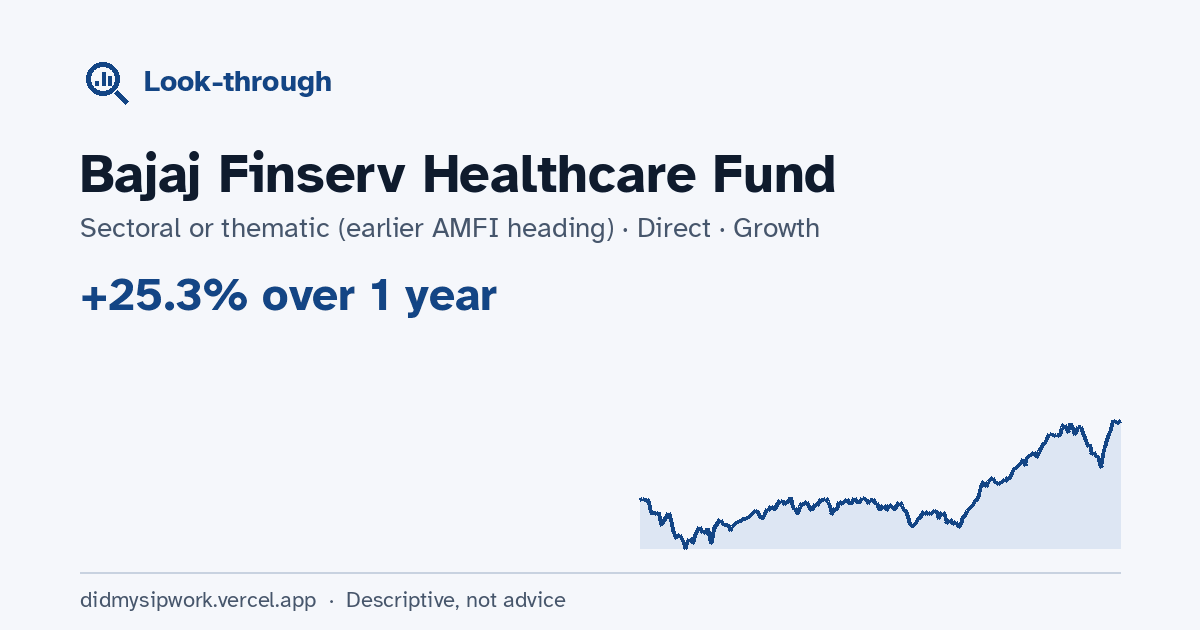 Look-through
Bajaj Finserv Healthcare Fund
Sectoral or thematic (earlier AMFI heading) · Direct · Growth
+25.3% over 1 year
didmysipwork.vercel.app · Descriptive, not advice